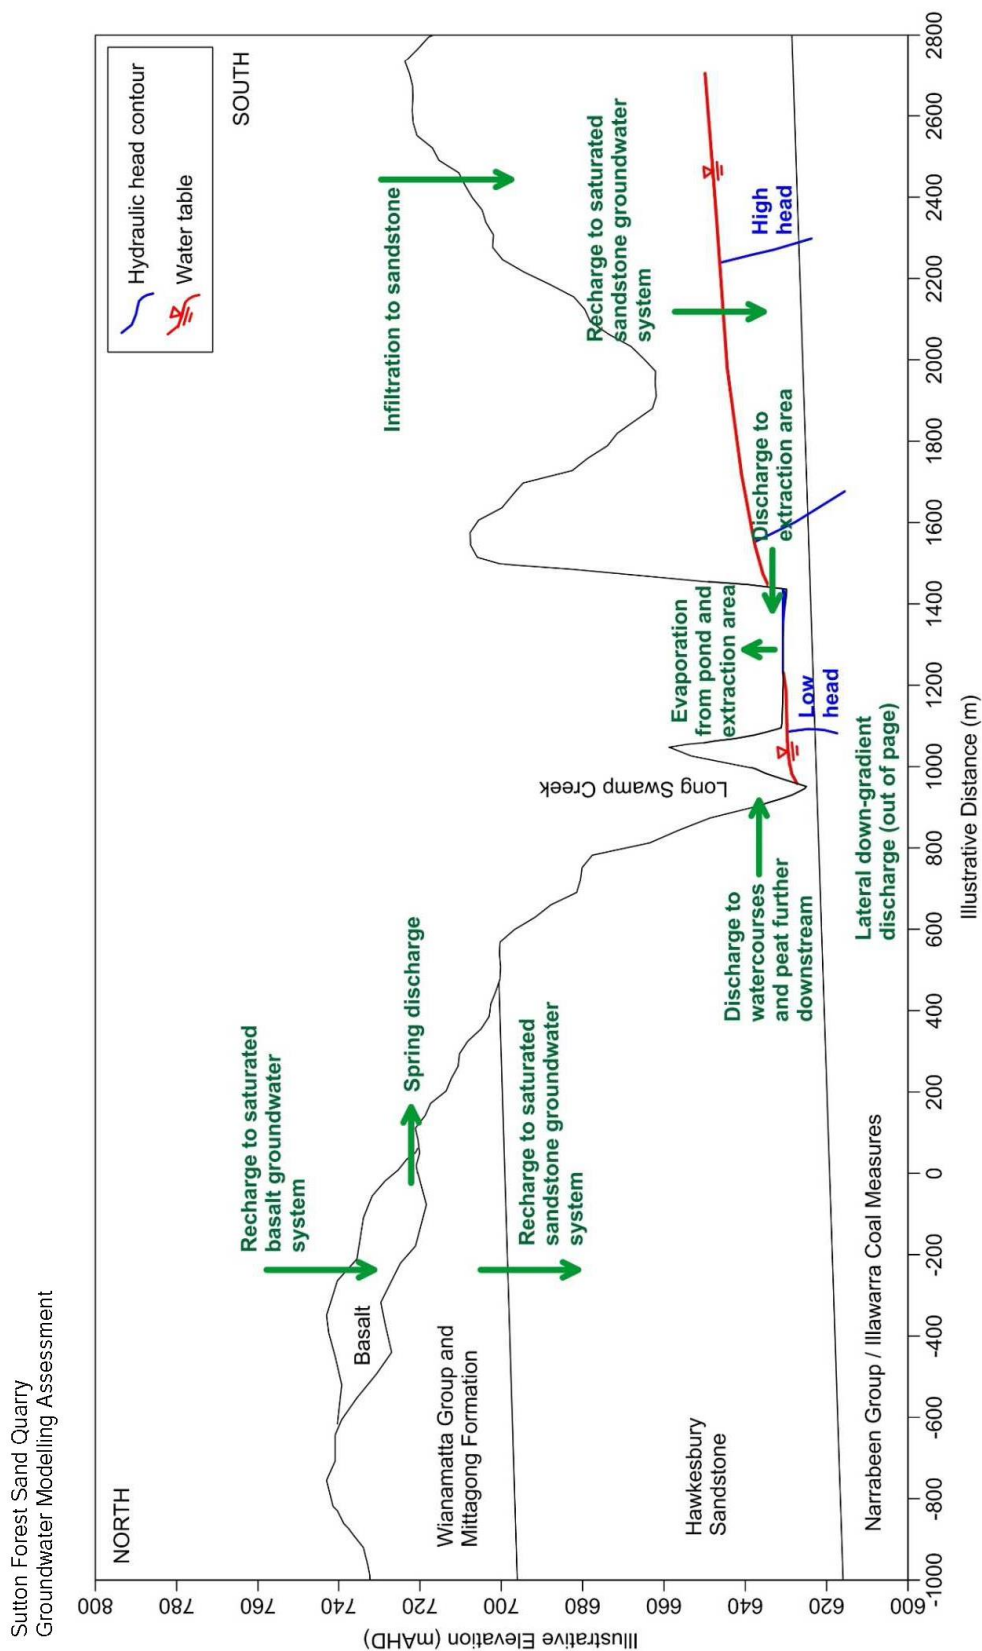 Sutton Forest Sand Quarry
Groundwater Modelling Assessment
NORTH
SOUTH
Hydraulic head contour
Water table
Recharge to saturated
basalt groundwater
system
Spring discharge
Infiltration to sandstone
Basalt
Wianamatta Group and
Mittagong Formation
Recharge to saturated
sandstone groundwater
system
Recharge to saturated
sandstone groundwater
system
Hawkesbury
Sandstone
Long Swamp Creek
Evaporation
from pond and
extraction area
Discharge to
extraction area
High
head
Low
head
Discharge to
watercourses
and peat further
downstream
Lateral down-gradient
discharge (out of page)
Narrabeen Group / Illawarra Coal Measures
Illustrative Elevation (mAHD)
800
780
760
740
720
700
680
660
640
620
600
-1000
-800
-600
-400
-200
0
200
400
600
800
1000
1200
1400
1600
1800
2000
2200
2400
2600
2800
Illustrative Distance (m)